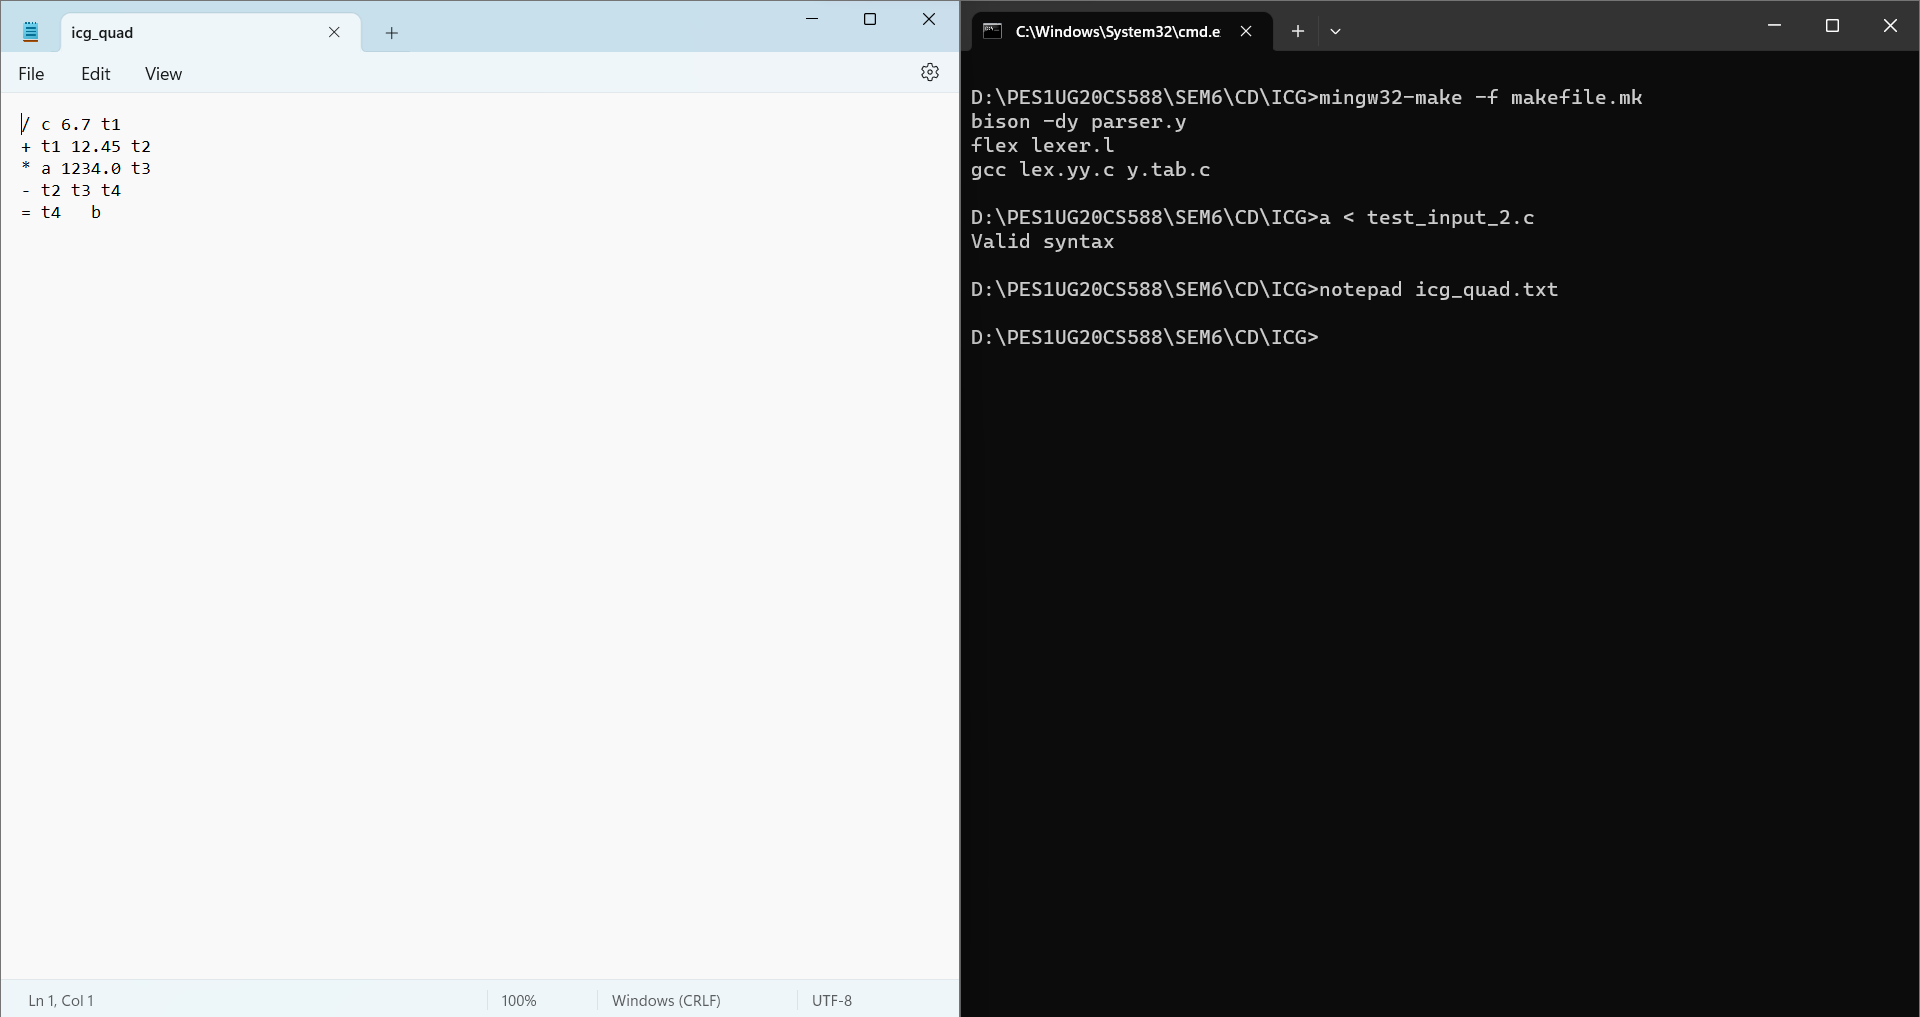 icg_quad
File Edit View
/ c 6.7 t1
+ t1 12.45 t2
* a 1234.0 t3
- t2 t3 t4
= t4   b
Ln 1, Col 1 100% Windows (CRLF) UTF-8
C:\Windows\System32\cmd.e
D:\PES1UG20CS588\SEM6\CD\ICG>mingw32-make -f makefile.mk
bison -dy parser.y
flex lexer.l
gcc lex.yy.c y.tab.c
D:\PES1UG20CS588\SEM6\CD\ICG>a < test_input_2.c
Valid syntax
D:\PES1UG20CS588\SEM6\CD\ICG>notepad icg_quad.txt
D:\PES1UG20CS588\SEM6\CD\ICG>